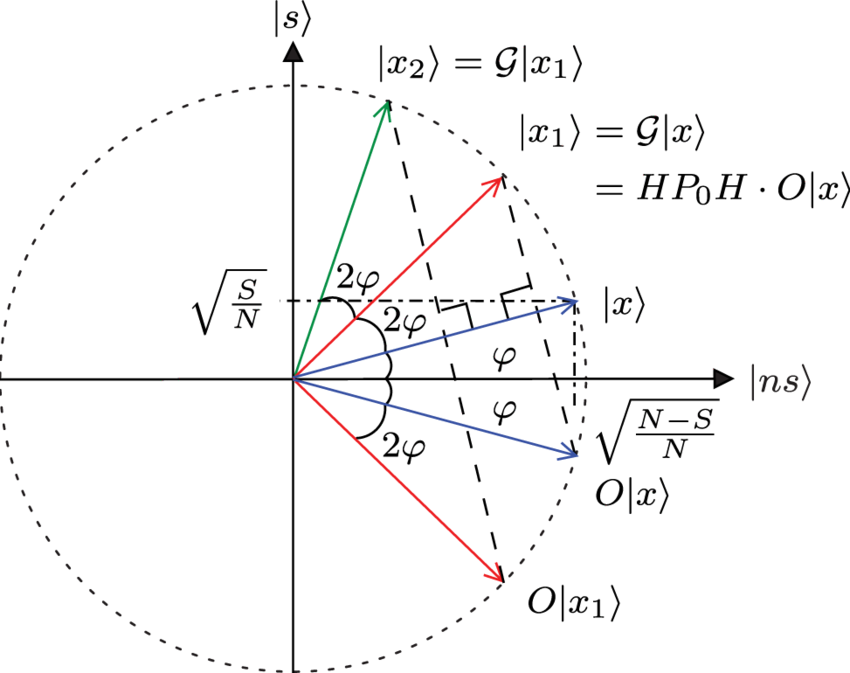 |s⟩
|x₂⟩ = 𝒢|x₁⟩
|x₁⟩ = 𝒢|x⟩
= HP₀H · O|x⟩
2φ
√(S/N)
2φ
|x⟩
φ
|ns⟩
φ
√((N−S)/N)
2φ
O|x⟩
O|x₁⟩